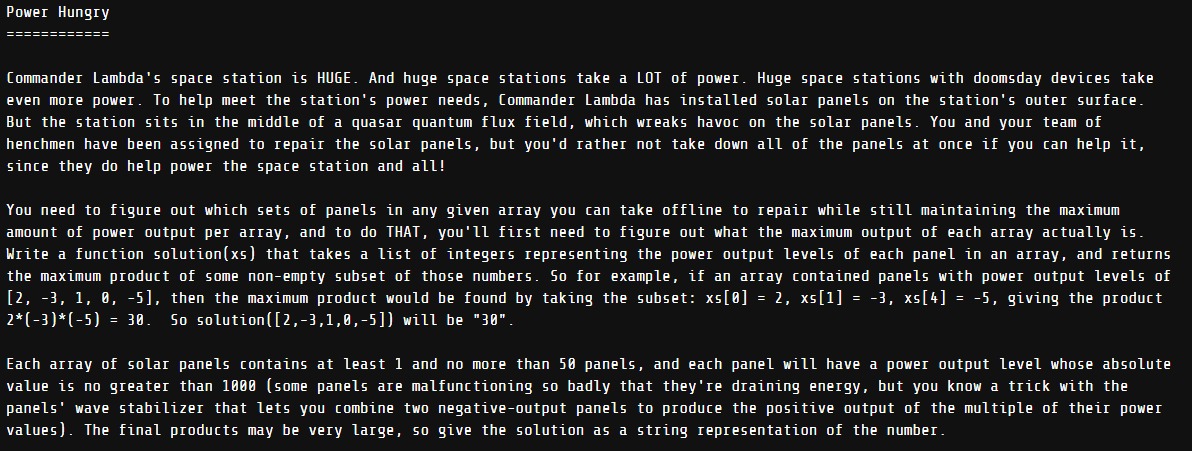 Power Hungry
============
Commander Lambda's space station is HUGE. And huge space stations take a LOT of power. Huge space stations with doomsday devices take
even more power. To help meet the station's power needs, Commander Lambda has installed solar panels on the station's outer surface.
But the station sits in the middle of a quasar quantum flux field, which wreaks havoc on the solar panels. You and your team of
henchmen have been assigned to repair the solar panels, but you'd rather not take down all of the panels at once if you can help it,
since they do help power the space station and all!
You need to figure out which sets of panels in any given array you can take offline to repair while still maintaining the maximum
amount of power output per array, and to do THAT, you'll first need to figure out what the maximum output of each array actually is.
Write a function solution(xs) that takes a list of integers representing the power output levels of each panel in an array, and returns
the maximum product of some non-empty subset of those numbers. So for example, if an array contained panels with power output levels of
[2, -3, 1, 0, -5], then the maximum product would be found by taking the subset: xs[0] = 2, xs[1] = -3, xs[4] = -5, giving the product
2*(-3)*(-5) = 30.  So solution([2,-3,1,0,-5]) will be "30".
Each array of solar panels contains at least 1 and no more than 50 panels, and each panel will have a power output level whose absolute
value is no greater than 1000 (some panels are malfunctioning so badly that they're draining energy, but you know a trick with the
panels' wave stabilizer that lets you combine two negative-output panels to produce the positive output of the multiple of their power
values). The final products may be very large, so give the solution as a string representation of the number.